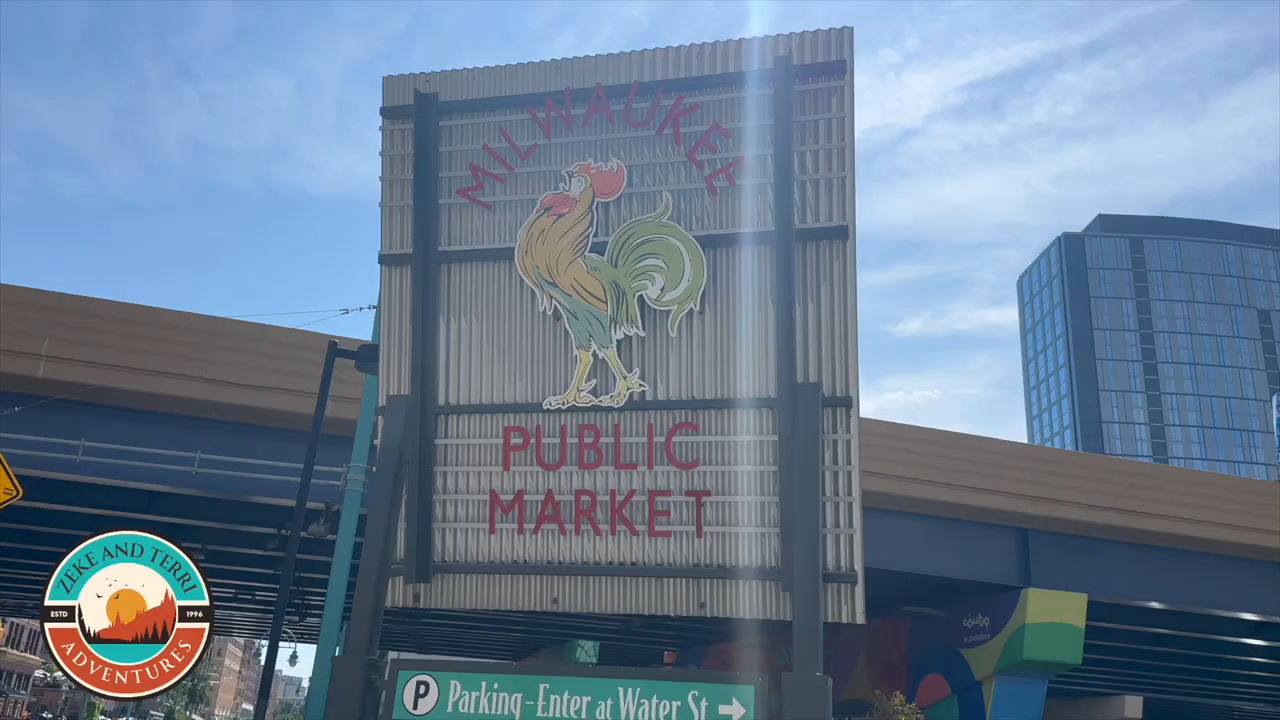 MILWAUKEE
PUBLIC
MARKET
P Parking - Enter at Water St
ZEKE AND TERRI
ESTD 1996
ADVENTURES